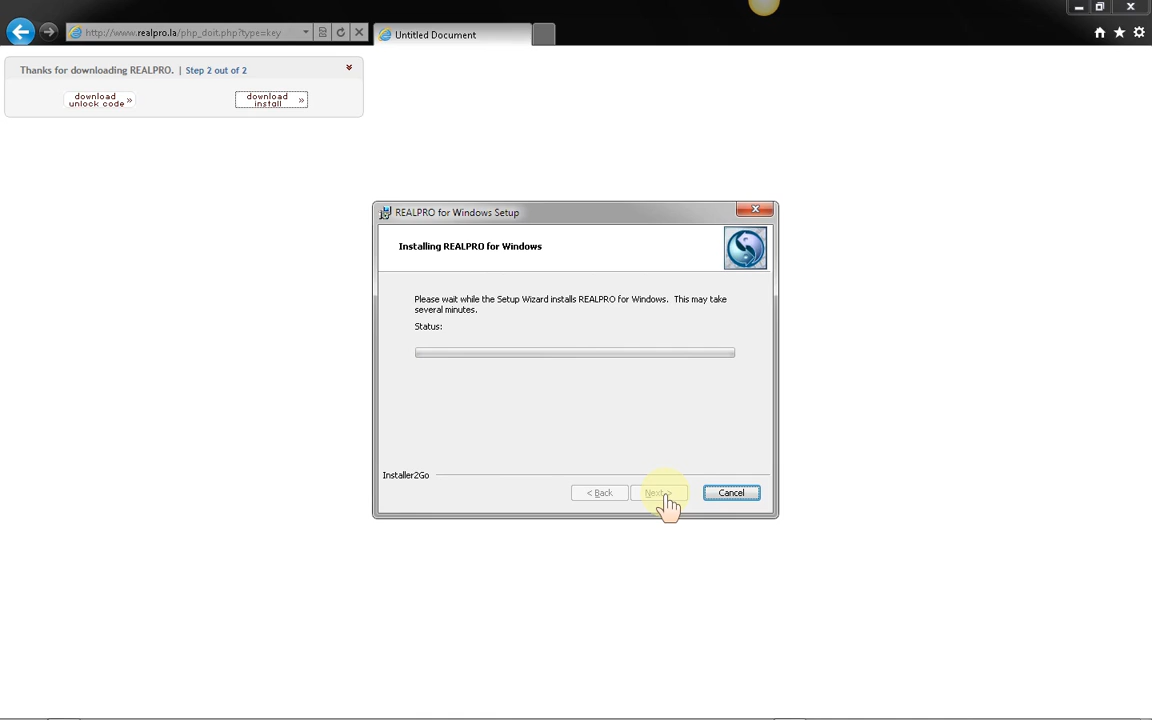 http://www.realpro.la/php_doit.php?type=key
Untitled Document
Thanks for downloading REALPRO. | Step 2 out of 2
download
unlock code »
download
install »
REALPRO for Windows Setup
Installing REALPRO for Windows
Please wait while the Setup Wizard installs REALPRO for Windows. This may take
several minutes.
Status:
Installer2Go
< Back
Next >
Cancel